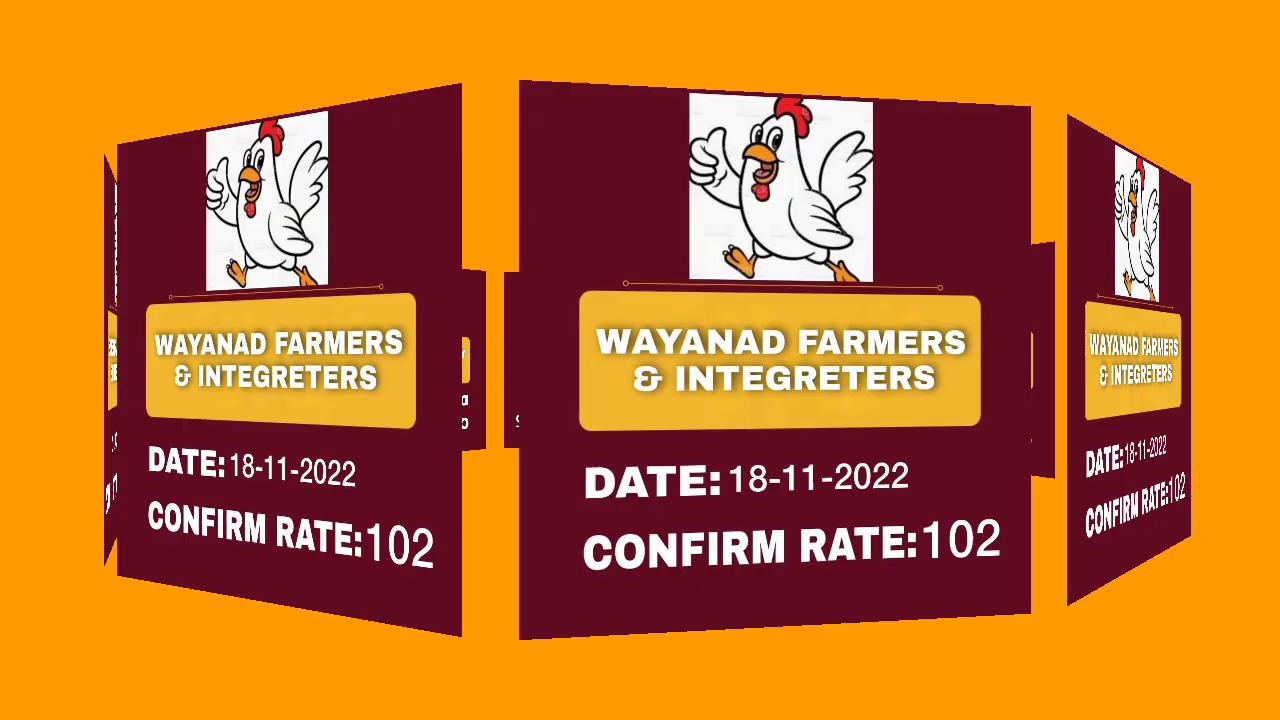 WAYANAD FARMERS
& INTEGRETERS
DATE: 18-11-2022
CONFIRM RATE:102
WAYANAD FARMERS
& INTEGRETERS
DATE: 18-11-2022
CONFIRM RATE:102
WAYANAD FARMERS
& INTEGRETERS
DATE: 18-11-2022
CONFIRM RATE:102